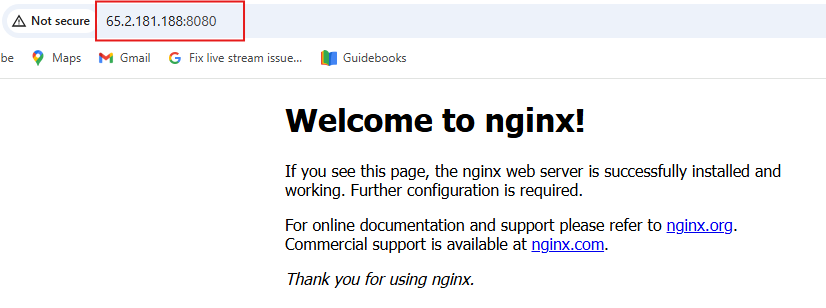 Not secure 65.2.181.188:8080
be Maps Gmail Fix live stream issue... Guidebooks
Welcome to nginx!
If you see this page, the nginx web server is successfully installed and
working. Further configuration is required.
For online documentation and support please refer to nginx.org.
Commercial support is available at nginx.com.
Thank you for using nginx.